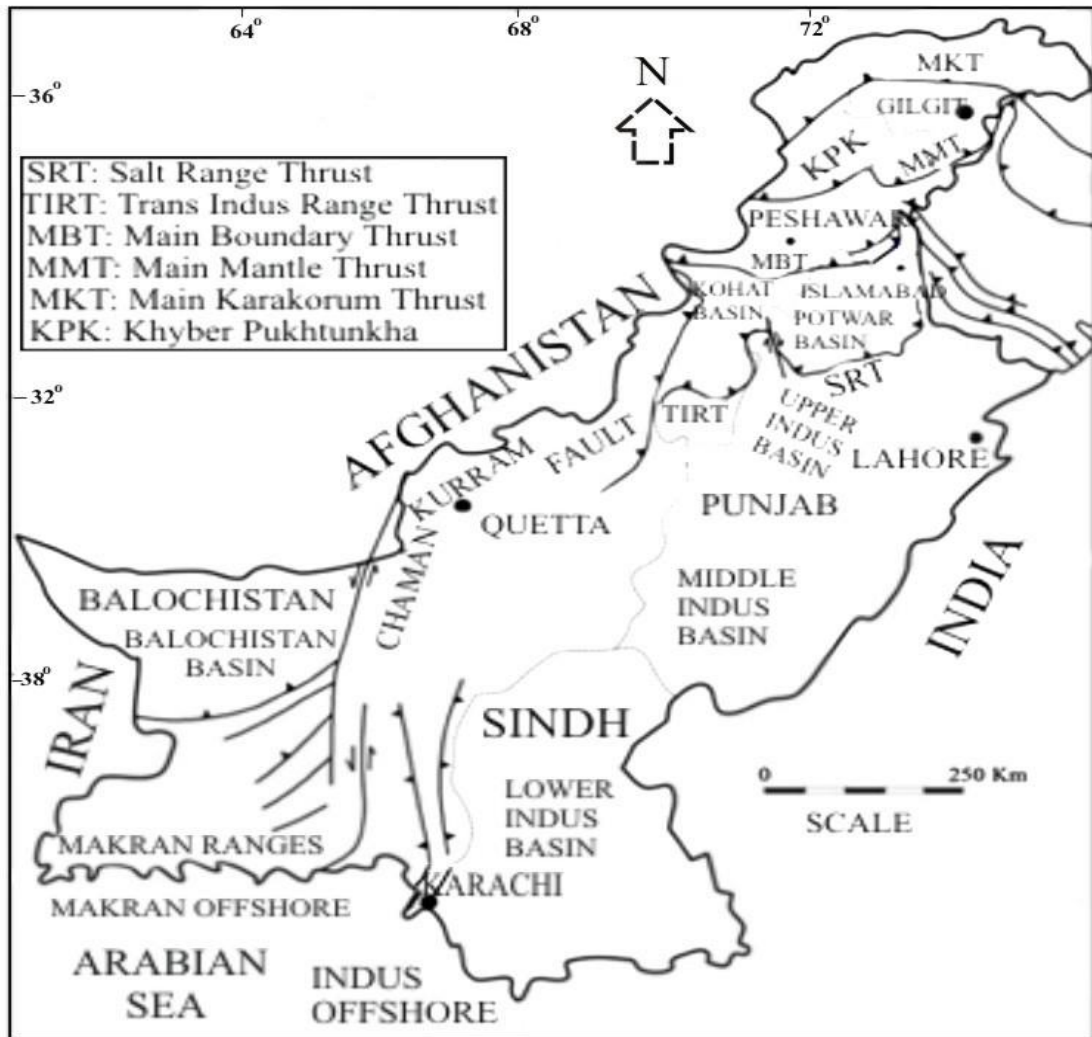 64°
68°
72°
36°
32°
38°
N
SRT: Salt Range Thrust
TIRT: Trans Indus Range Thrust
MBT: Main Boundary Thrust
MMT: Main Mantle Thrust
MKT: Main Karakorum Thrust
KPK: Khyber Pukhtunkha
MKT
GILGIT
KPK
MMT
PESHAWAR
MBT
KOHAT
BASIN
ISLAMABAD
POTWAR
BASIN
SRT
TIRT
UPPER
INDUS
BASIN
LAHORE
AFGHANISTAN
KURRAM
FAULT
QUETTA
CHAMAN
PUNJAB
INDIA
MIDDLE
INDUS
BASIN
BALOCHISTAN
BALOCHISTAN
BASIN
IRAN
SINDH
LOWER
INDUS
BASIN
0
250 Km
SCALE
MAKRAN RANGES
KARACHI
MAKRAN OFFSHORE
ARABIAN
SEA
INDUS
OFFSHORE